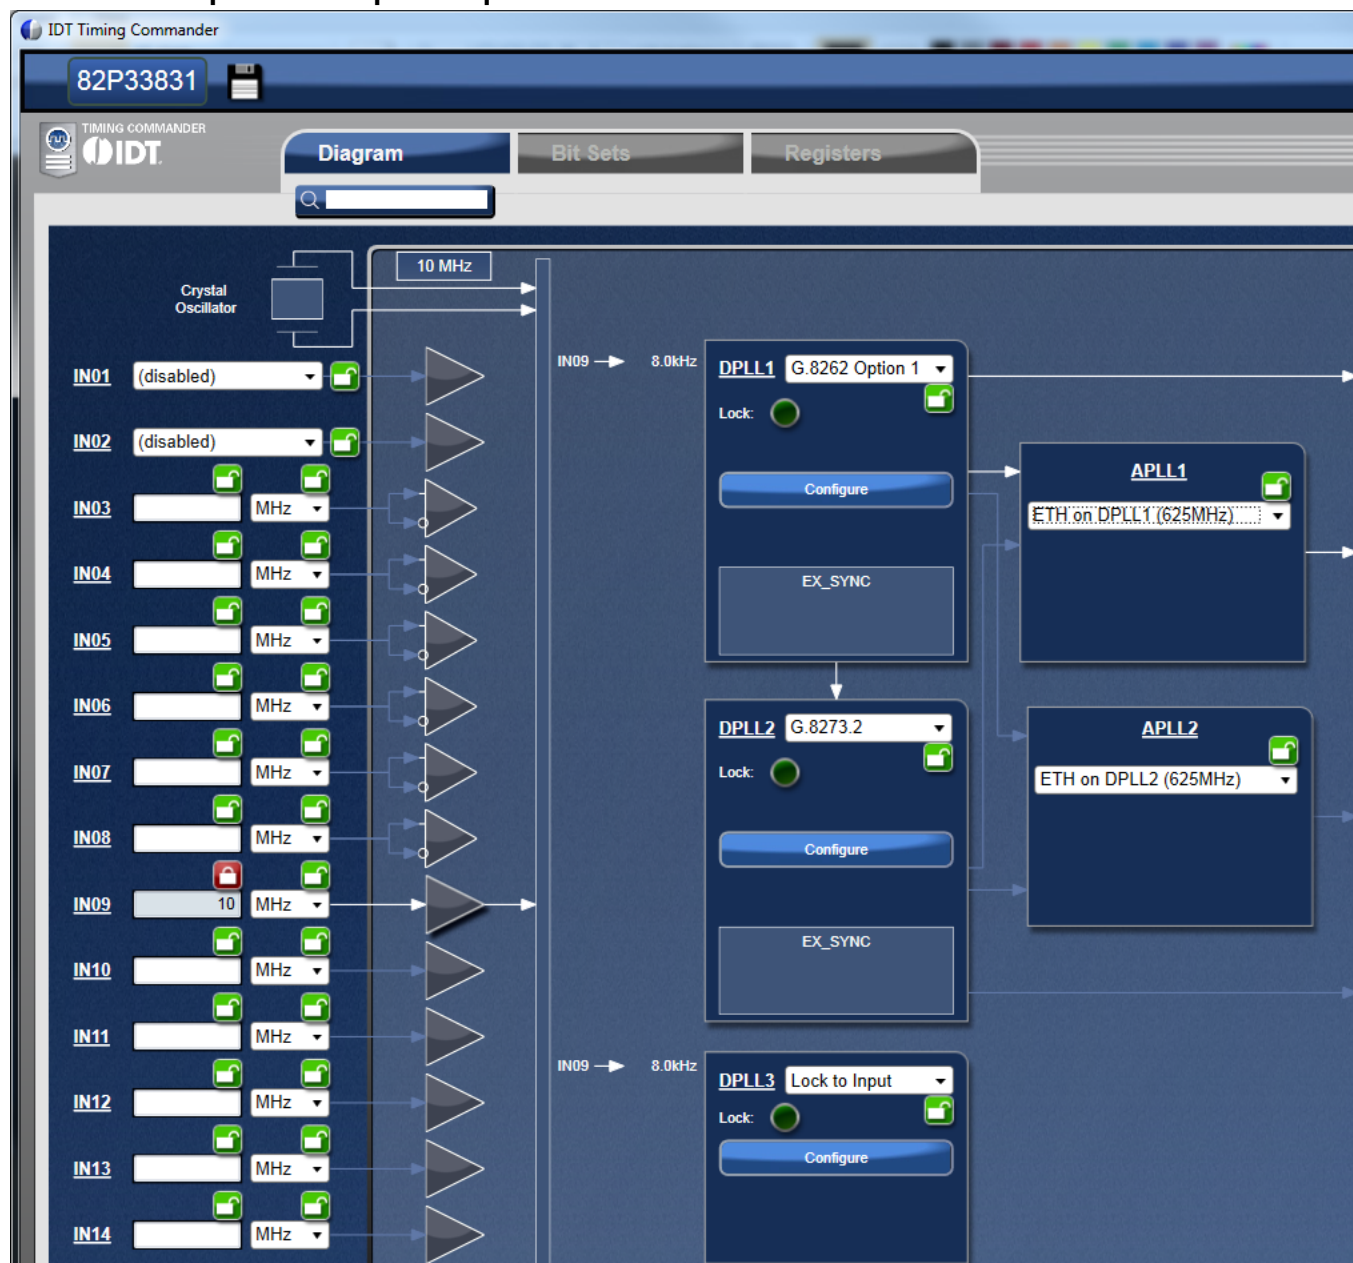 IDT Timing Commander
82P33831
TIMING COMMANDER
IDT.
Diagram
Bit Sets
Registers
10 MHz
Crystal
Oscillator
IN01 (disabled)
IN02 (disabled)
IN03 MHz
IN04 MHz
IN05 MHz
IN06 MHz
IN07 MHz
IN08 MHz
IN09 10 MHz
IN10 MHz
IN11 MHz
IN12 MHz
IN13 MHz
IN14 MHz
IN09 8.0kHz
DPLL1 G.8262 Option 1
Lock:
Configure
EX_SYNC
APLL1
ETH on DPLL1 (625MHz)
DPLL2 G.8273.2
Lock:
Configure
EX_SYNC
APLL2
ETH on DPLL2 (625MHz)
IN09 8.0kHz
DPLL3 Lock to Input
Lock:
Configure